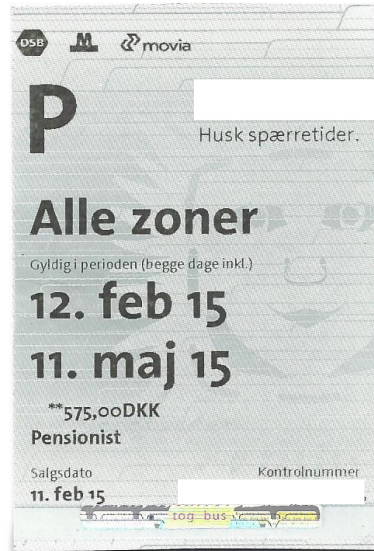 DSB M movia
P
Husk spærretider.
Alle zoner
Gyldig i perioden (begge dage inkl.)
12. feb 15
11. maj 15
**575,00DKK
Pensionist
Salgsdato Kontrolnummer
11. feb 15
tog bus